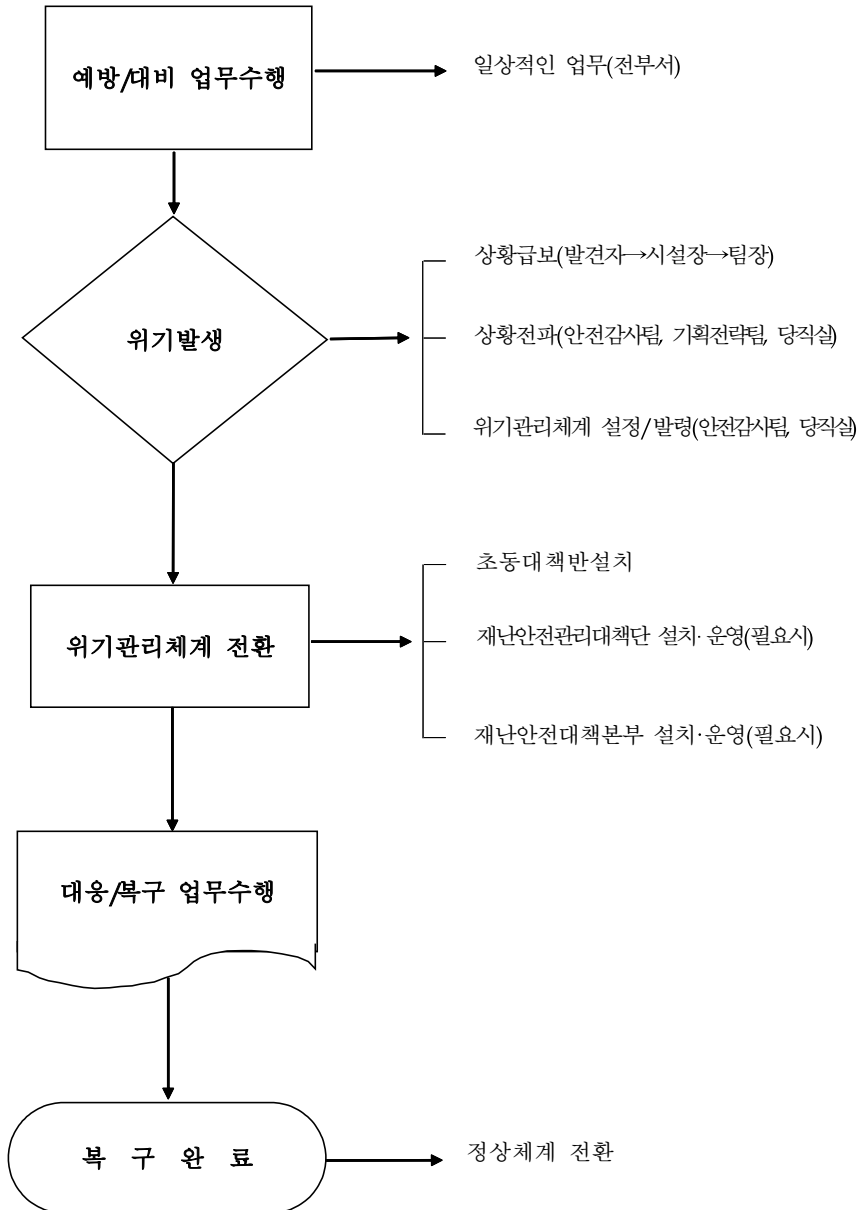 예방/대비 업무수행
일상적인 업무(전부서)
상황급보(발견자→시설장→팀장)
위기발생
상황전파(안전감사팀, 기획전략팀, 당직실)
위기관리체계 설정/발령(안전감사팀, 당직실)
초동대책반설치
위기관리체계 전환
재난안전관리대책단 설치·운영(필요시)
재난안전대책본부 설치·운영(필요시)
대응/복구 업무수행
복 구 완 료
정상체계 전환